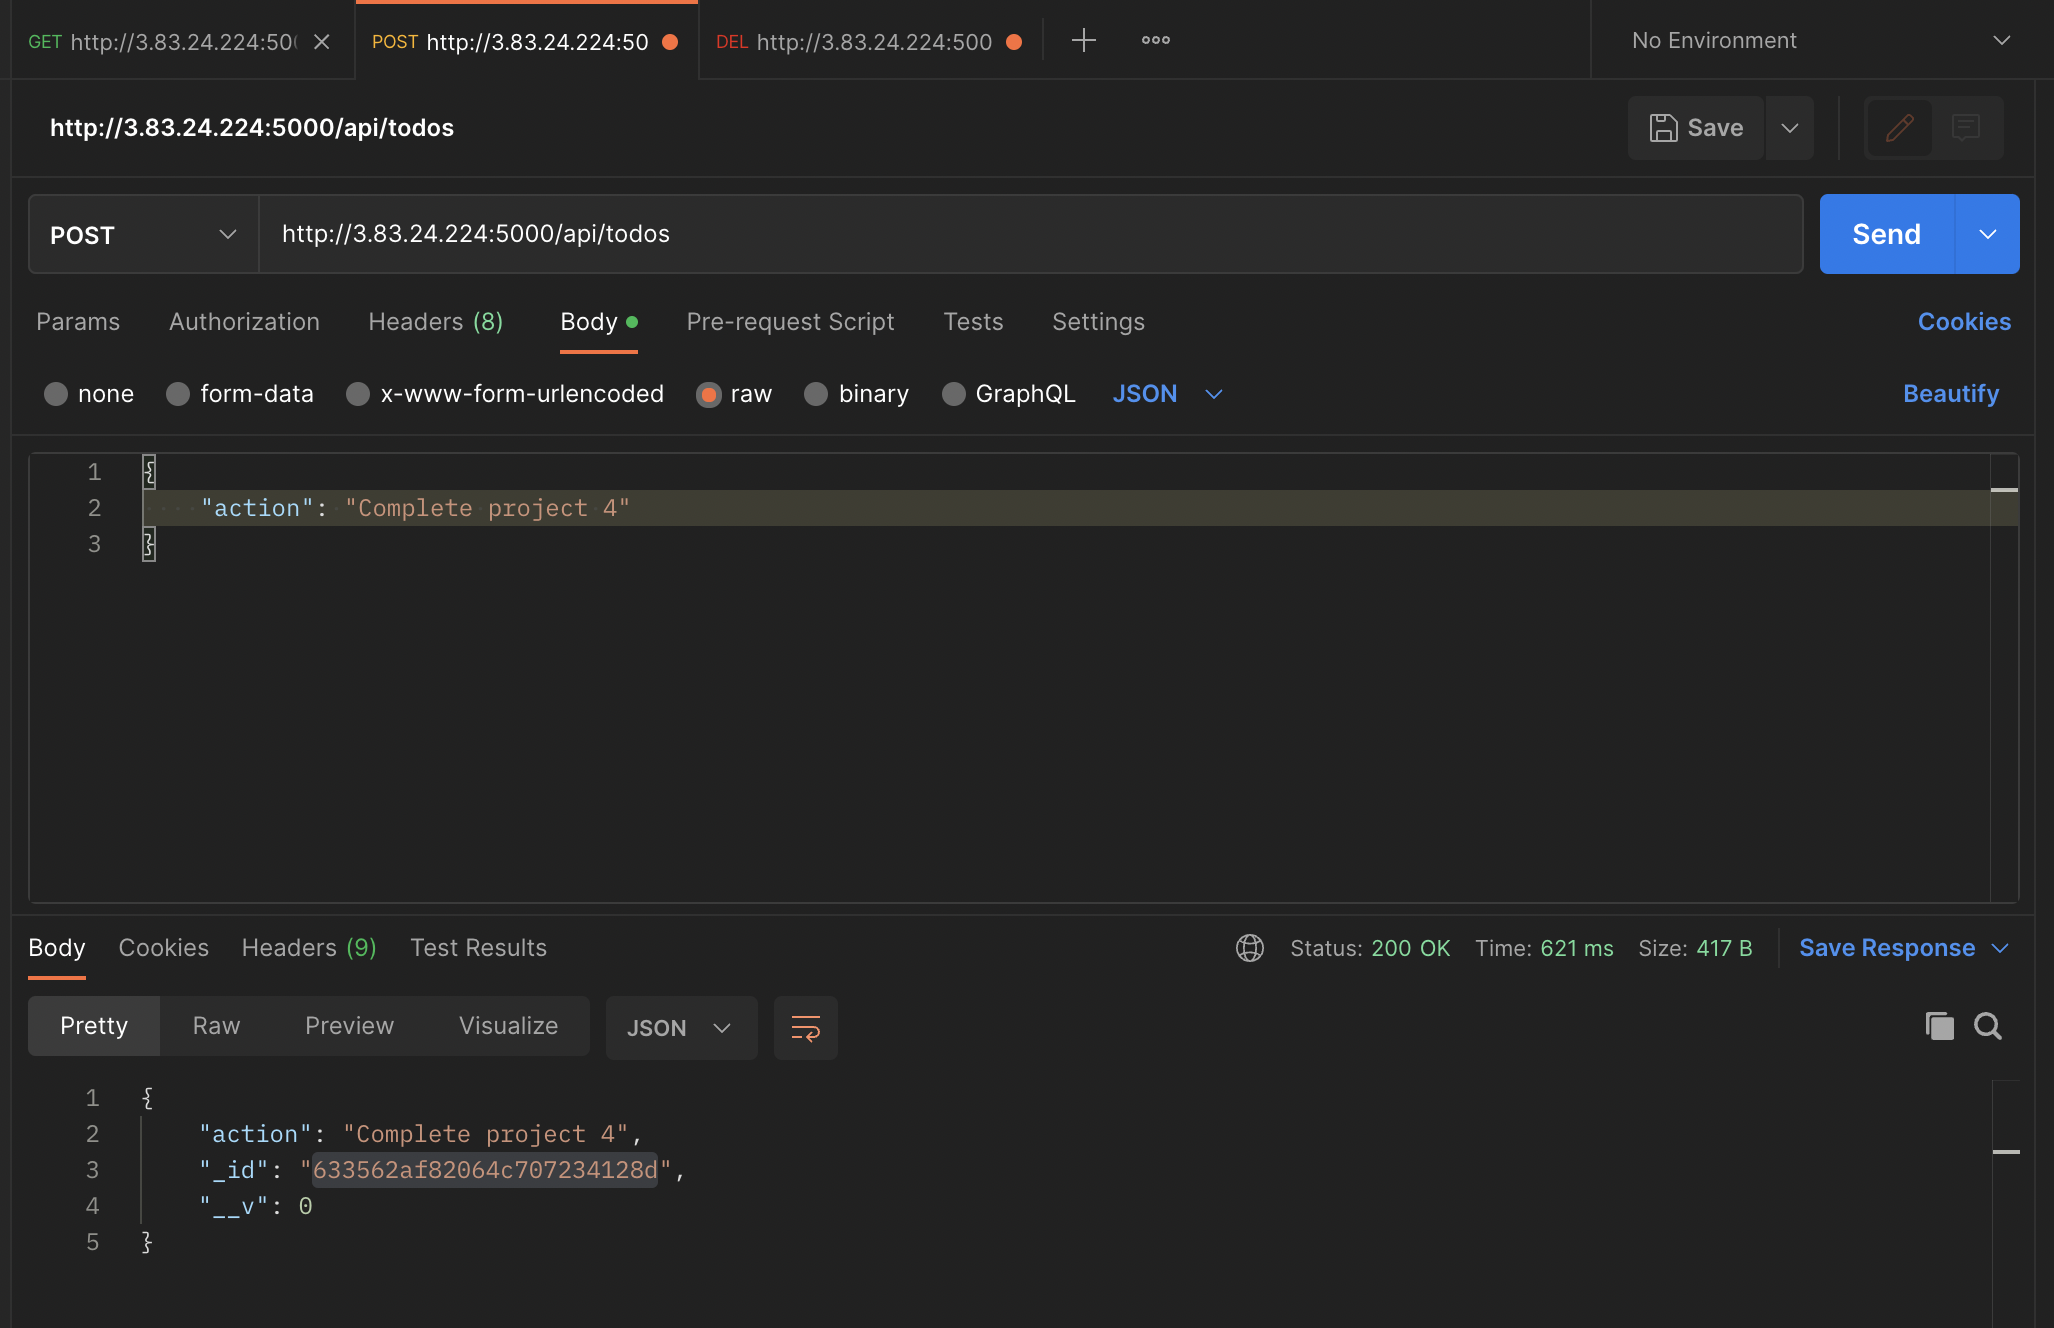 GET http://3.83.24.224:50 POST http://3.83.24.224:50 DEL http://3.83.24.224:500 No Environment
http://3.83.24.224:5000/api/todos Save
POST http://3.83.24.224:5000/api/todos Send
Params Authorization Headers (8) Body Pre-request Script Tests Settings Cookies
none form-data x-www-form-urlencoded raw binary GraphQL JSON Beautify
1 {
2 "action": "Complete project 4"
3 }
Body Cookies Headers (9) Test Results Status: 200 OK Time: 621 ms Size: 417 B Save Response
Pretty Raw Preview Visualize JSON
1 {
2 "action": "Complete project 4",
3 "_id": "633562af82064c707234128d",
4 "__v": 0
5 }